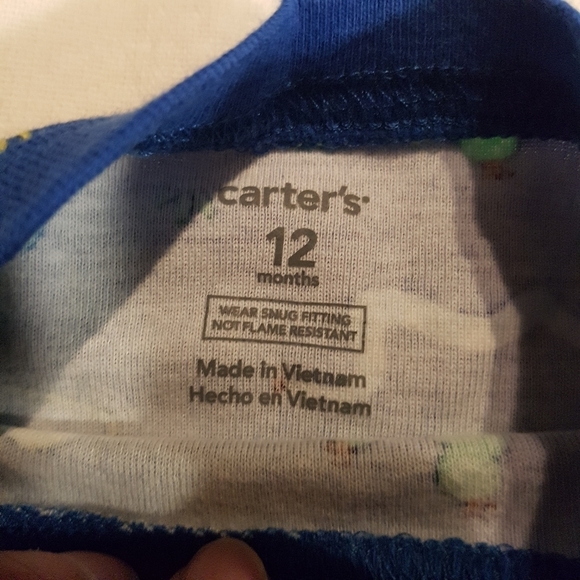 carter's
12
months
WEAR SNUG FITTING
NOT FLAME RESISTANT
Made in Vietnam
Hecho en Vietnam